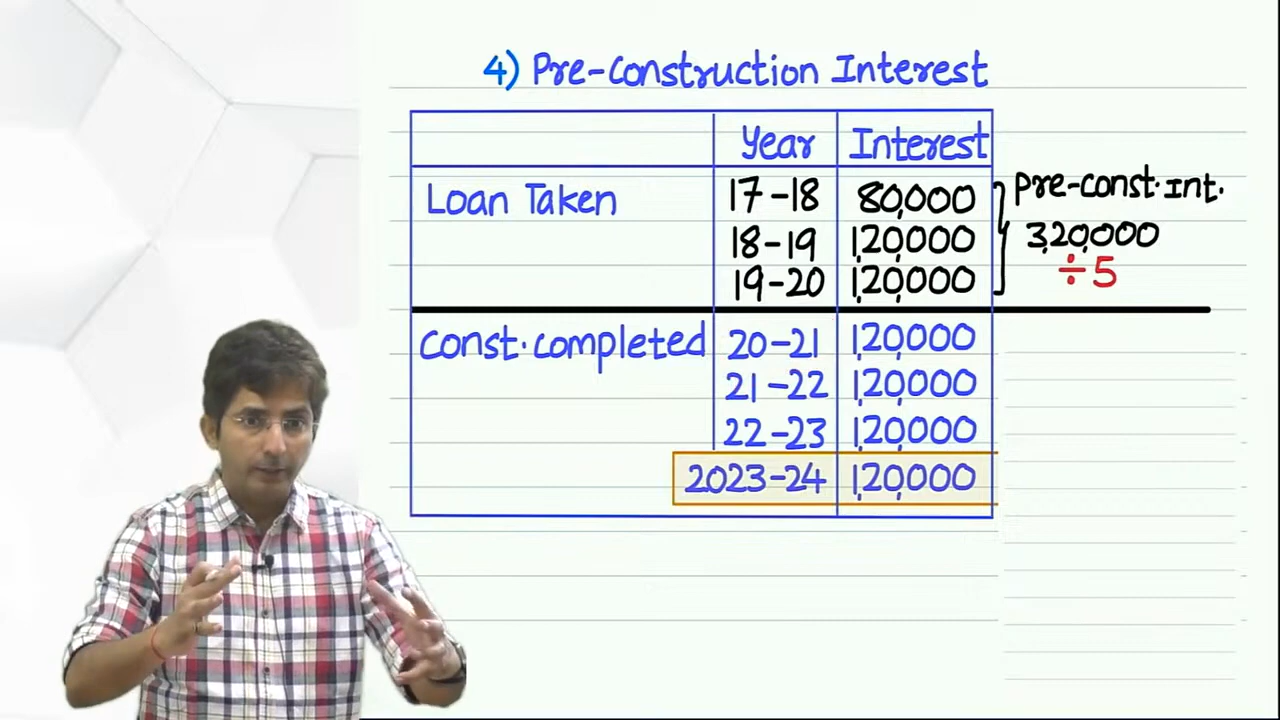 4) Pre-Construction Interest
Year Interest
Loan Taken 17-18 80,000 Pre-const. Int.
18-19 1,20,000 3,20,000
19-20 1,20,000 ÷5
Const. completed 20-21 1,20,000
21-22 1,20,000
22-23 1,20,000
2023-24 1,20,000